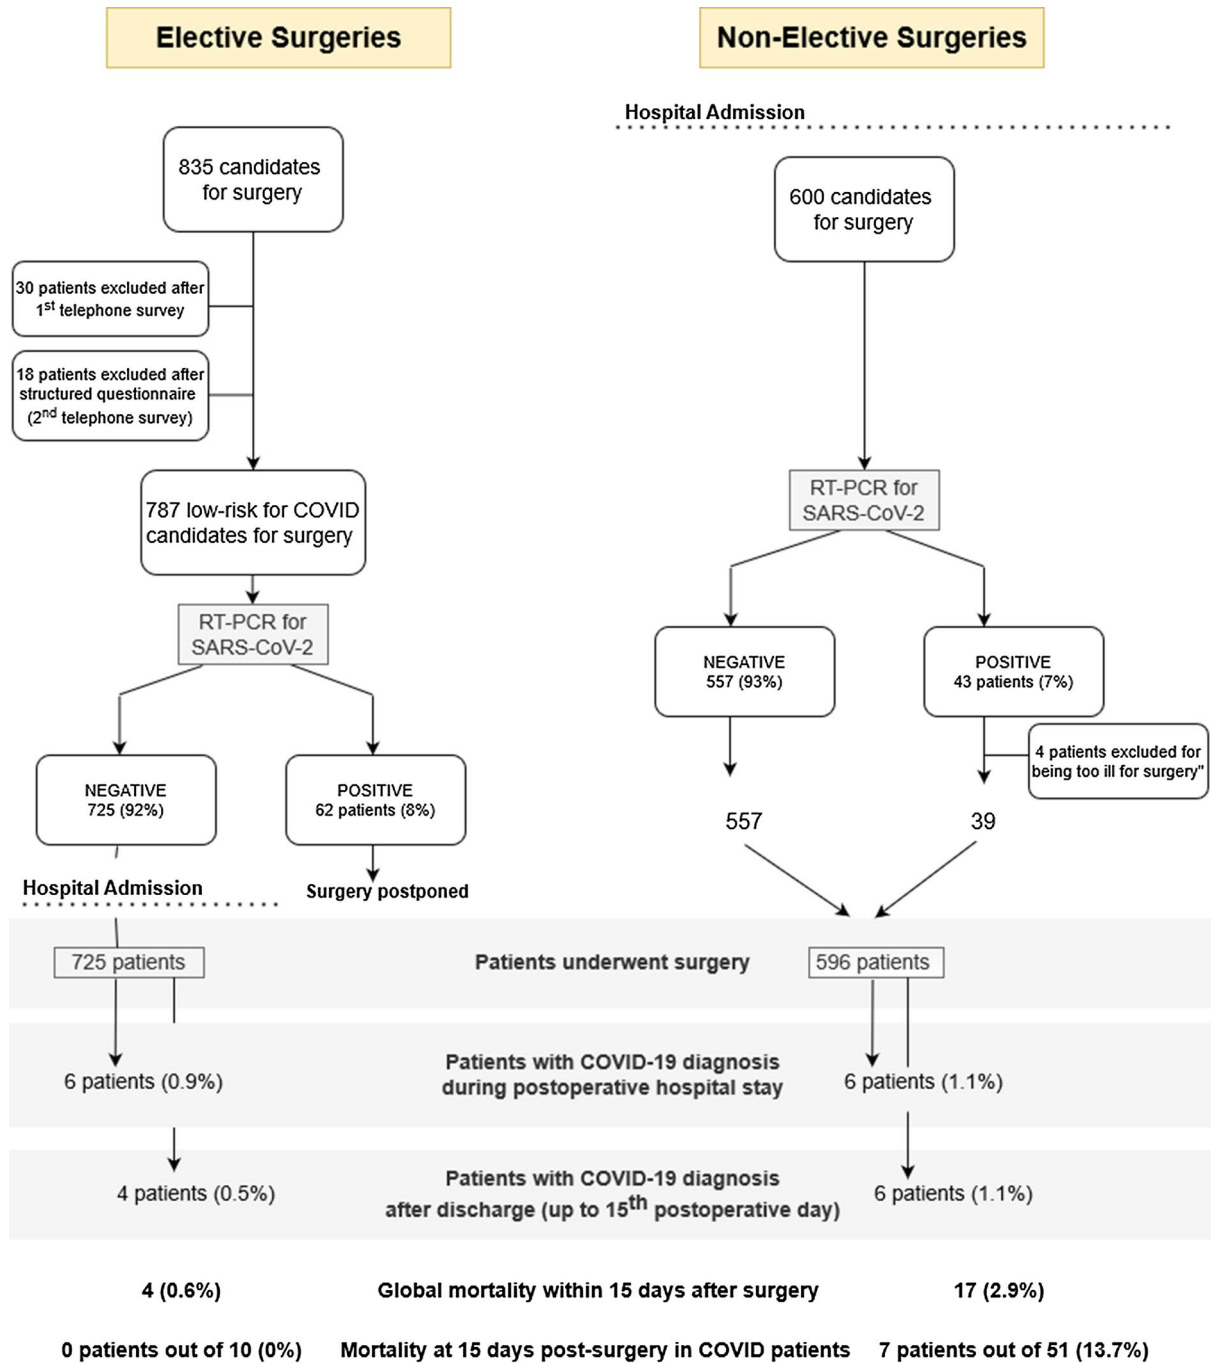 Elective Surgeries
835 candidates
for surgery
30 patients excluded after
1st telephone survey
18 patients excluded after
structured questionnaire
(2nd telephone survey)
787 low-risk for COVID
candidates for surgery
RT-PCR for
SARS-CoV-2
NEGATIVE
725 (92%)
POSITIVE
62 patients (8%)
Hospital Admission
Surgery postponed
Non-Elective Surgeries
Hospital Admission
600 candidates
for surgery
RT-PCR for
SARS-CoV-2
NEGATIVE
557 (93%)
POSITIVE
43 patients (7%)
4 patients excluded for
being too ill for surgery"
557
39
725 patients
Patients underwent surgery
596 patients
6 patients (0.9%)
Patients with COVID-19 diagnosis
during postoperative hospital stay
6 patients (1.1%)
4 patients (0.5%)
Patients with COVID-19 diagnosis
after discharge (up to 15th postoperative day)
6 patients (1.1%)
4 (0.6%)
Global mortality within 15 days after surgery
17 (2.9%)
0 patients out of 10 (0%)
Mortality at 15 days post-surgery in COVID patients
7 patients out of 51 (13.7%)